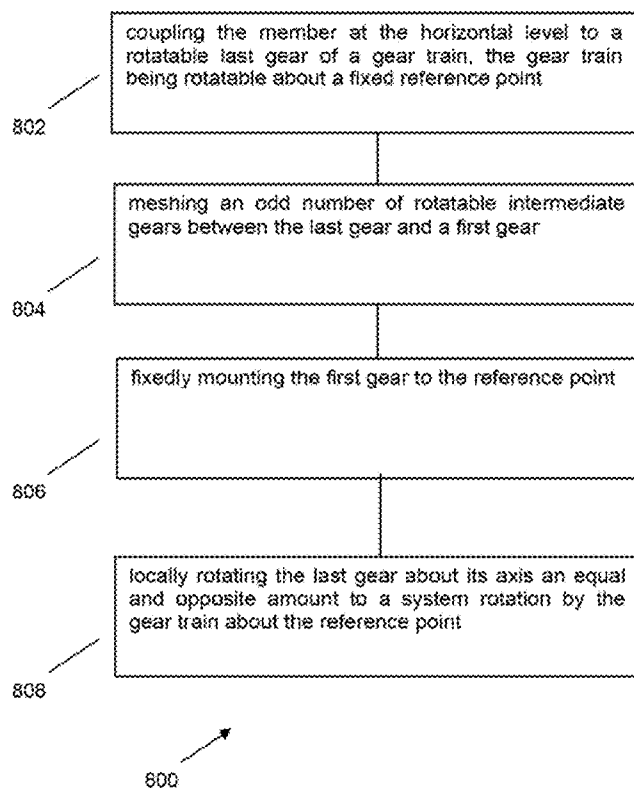 coupling the member at the horizontal level to a
rotatable last gear of a gear train, the gear train
being rotatable about a fixed reference point
802
meshing an odd number of rotatable intermediate
gears between the last gear and a first gear
804
fixedly mounting the first gear to the reference point
806
locally rotating the last gear about its axis an equal
and opposite amount to a system rotation by the
gear train about the reference point
808
800